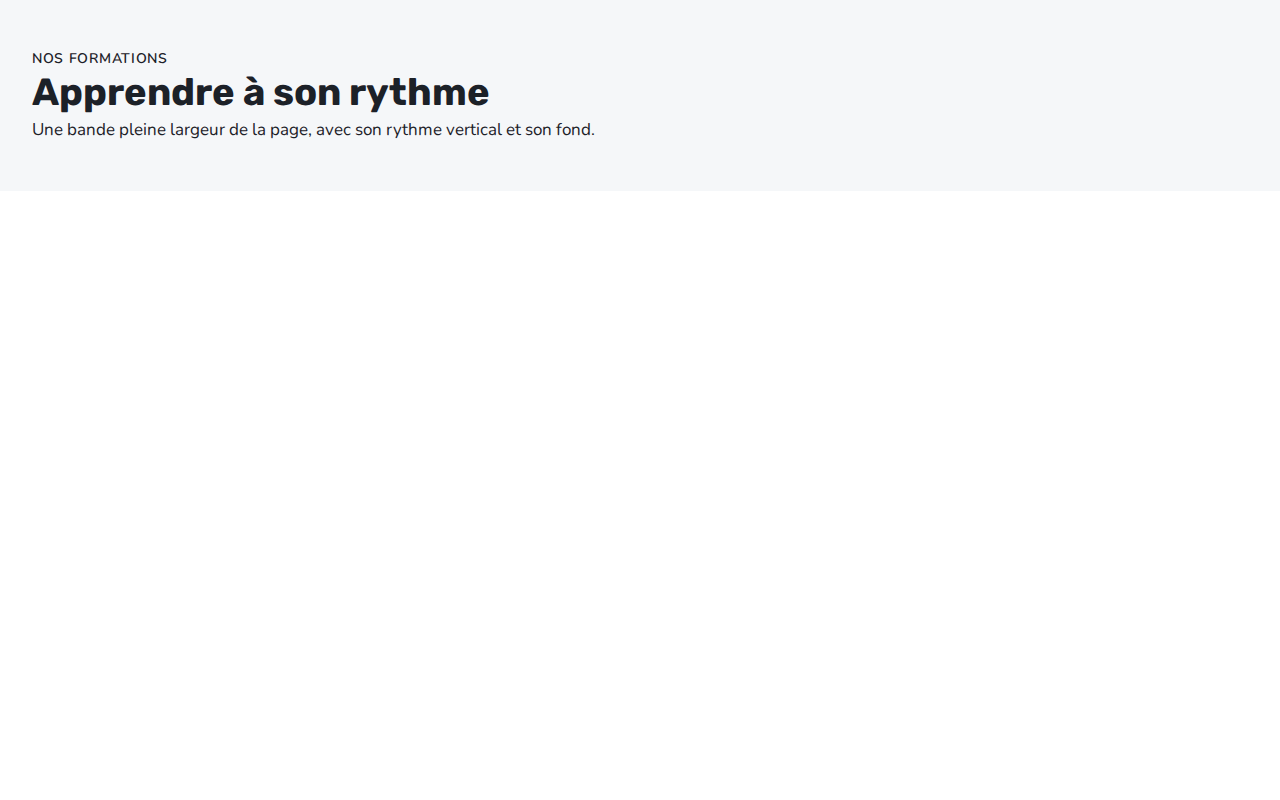 NOS FORMATIONS
Apprendre à son rythme
Une bande pleine largeur de la page, avec son rythme vertical et son fond.